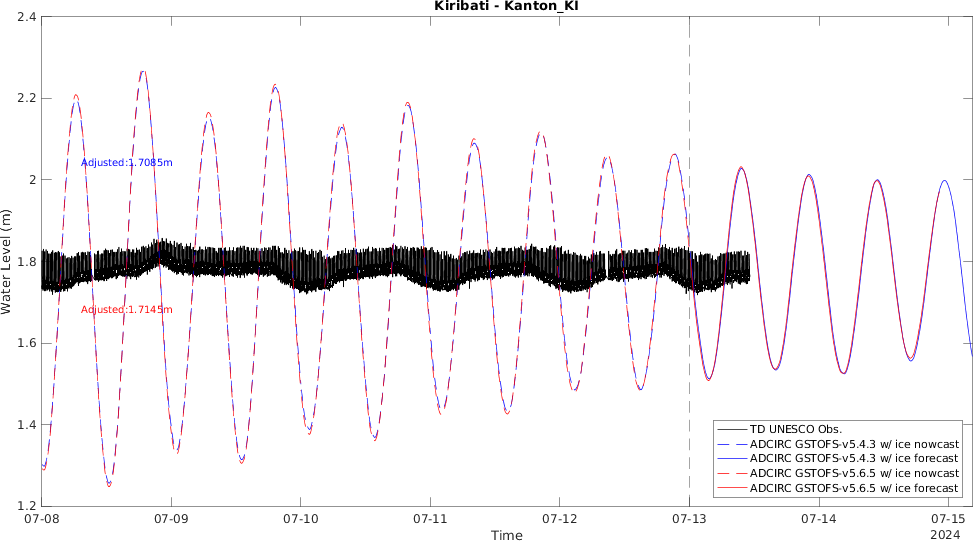 Kiribati - Kanton_KI
Water Level (m)
2.4
2.2
2
1.8
1.6
1.4
1.2
Adjusted:1.7085m
Adjusted:1.7145m
TD UNESCO Obs.
ADCIRC GSTOFS-v5.4.3 w/ ice nowcast
ADCIRC GSTOFS-v5.4.3 w/ ice forecast
ADCIRC GSTOFS-v5.6.5 w/ ice nowcast
ADCIRC GSTOFS-v5.6.5 w/ ice forecast
07-08 07-09 07-10 07-11 07-12 07-13 07-14 07-15
2024
Time